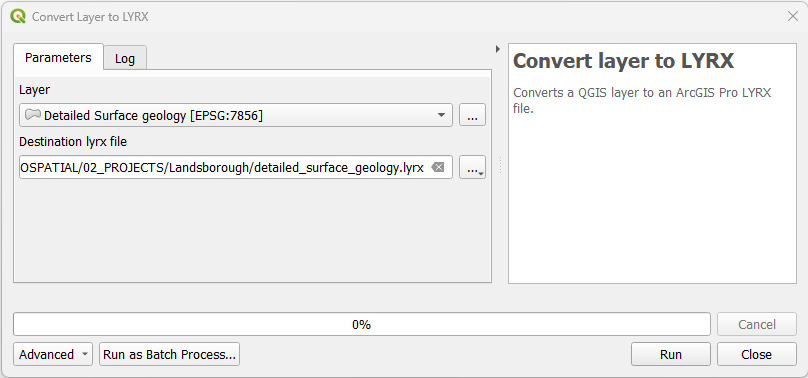 Convert Layer to LYRX
Parameters
Log
Layer
Detailed Surface geology [EPSG:7856]
...
Destination lyrx file
OSPATIAL/02_PROJECTS/Landsborough/detailed_surface_geology.lyrx
...
Convert layer to LYRX
Converts a QGIS layer to an ArcGIS Pro LYRX
file.
0%
Cancel
Advanced
Run as Batch Process...
Run
Close